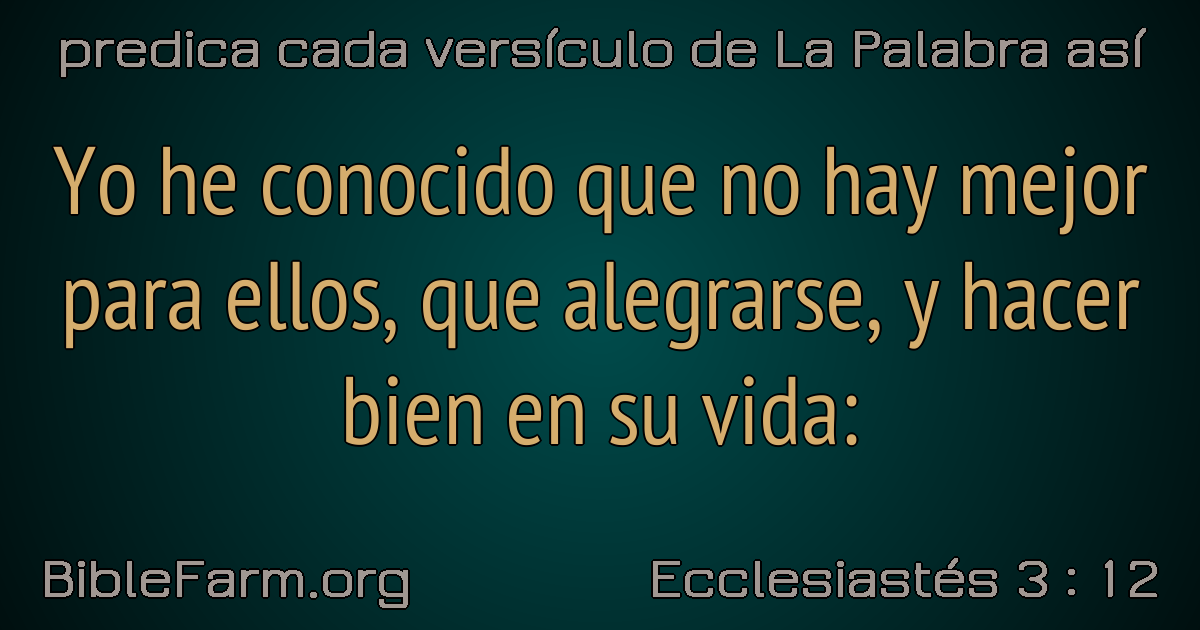 predica cada versículo de La Palabra así
Yo he conocido que no hay mejor
para ellos, que alegrarse, y hacer
bien en su vida:
BibleFarm.org
Ecclesiastés 3 : 12